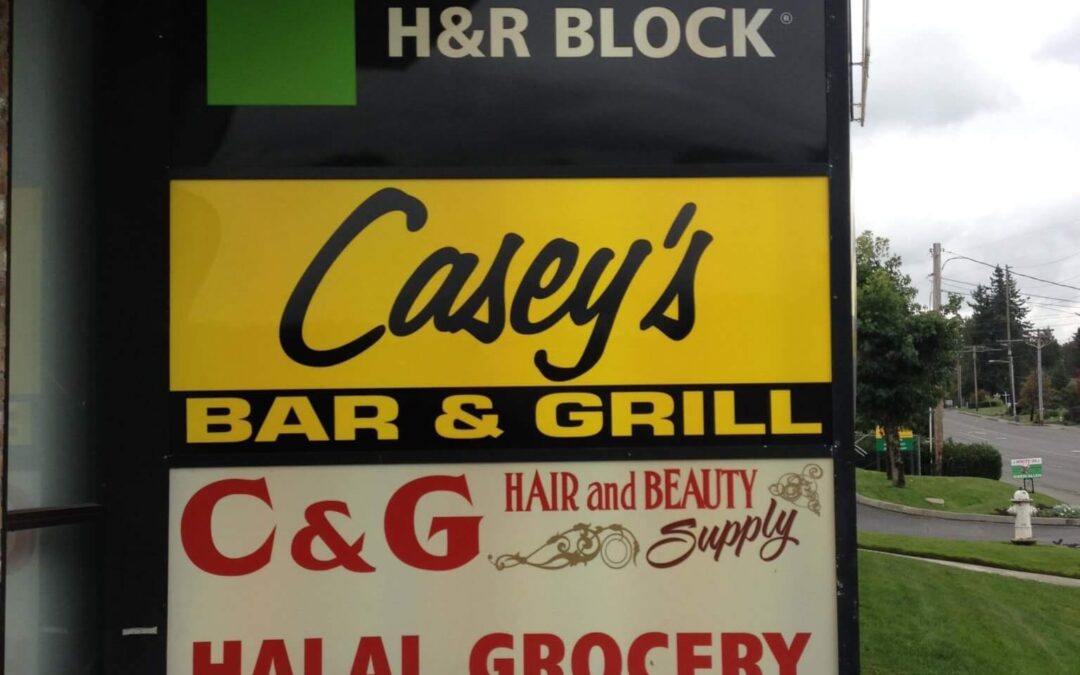 H&R BLOCK®
Casey's
BAR & GRILL
C & G HAIR and BEAUTY
Supply
HALAL GROCERY